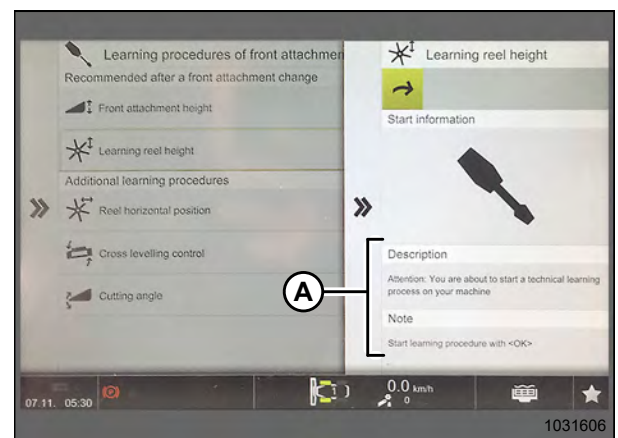 Learning procedures of front attachmen
Recommended after a front attachment change
Front attachment height
Learning reel height
Additional learning procedures
Reel horizontal position
Cross levelling control
Cutting angle
Learning reel height
Start information
Description
Attention: You are about to start a technical learning
process on your machine
Note
Start learning procedure with <OK>
A
07.11. 05:30
0.0 km/h
0
1031606